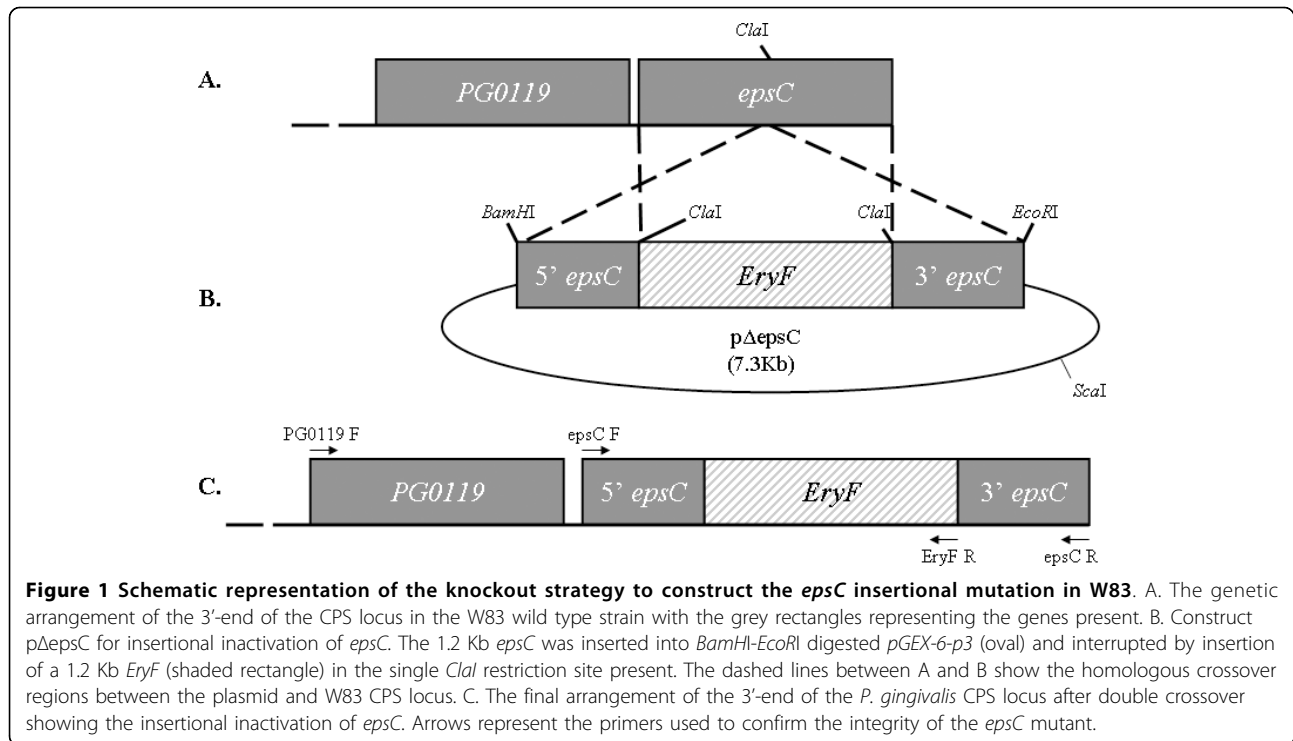 ClaI
A.
PG0119
epsC
BamHI
ClaI
ClaI
EcoRI
5' epsC
EryF
3' epsC
B.
pΔepsC
(7.3Kb)
ScaI
PG0119 F
epsC F
C.
PG0119
5' epsC
EryF
3' epsC
EryF R
epsC R
Figure 1 Schematic representation of the knockout strategy to construct the epsC insertional mutation in W83. A. The genetic
arrangement of the 3′-end of the CPS locus in the W83 wild type strain with the grey rectangles representing the genes present. B. Construct
pΔepsC for insertional inactivation of epsC. The 1.2 Kb epsC was inserted into BamHI-EcoRI digested pGEX-6-p3 (oval) and interrupted by insertion
of a 1.2 Kb EryF (shaded rectangle) in the single ClaI restriction site present. The dashed lines between A and B show the homologous crossover
regions between the plasmid and W83 CPS locus. C. The final arrangement of the 3′-end of the P. gingivalis CPS locus after double crossover
showing the insertional inactivation of epsC. Arrows represent the primers used to confirm the integrity of the epsC mutant.